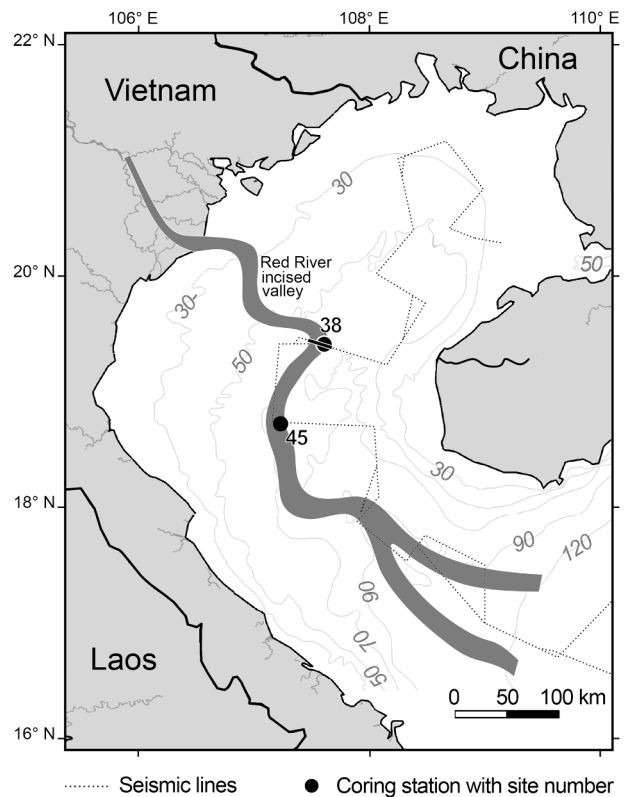 106° E
108° E
110° E
22° N
China
Vietnam
30
20° N
Red River
incised
valley
50
30
38
50
45
30
18° N
90
120
90
70
50
Laos
0 50 100 km
16° N
Seismic lines
Coring station with site number